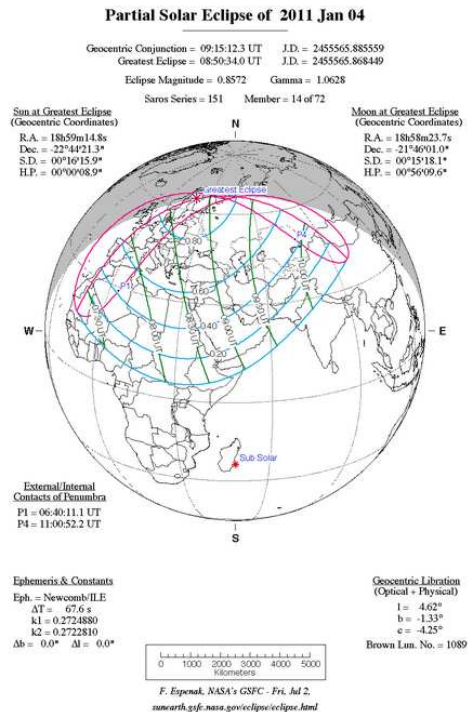 Partial Solar Eclipse of 2011 Jan 04
Geocentric Conjunction = 09:15:12.3 UT J.D. = 2455565.885559
Greatest Eclipse = 08:50:34.0 UT J.D. = 2455565.868449
Eclipse Magnitude = 0.8572 Gamma = 1.0628
Saros Series = 151 Member = 14 of 72
Sun at Greatest Eclipse
(Geocentric Coordinates)
R.A. = 18h59m14.8s
Dec. = -22°44'21.3"
S.D. = 00°16'15.9"
H.P. = 00°00'08.9"
Moon at Greatest Eclipse
(Geocentric Coordinates)
R.A. = 18h58m23.7s
Dec. = -21°46'01.0"
S.D. = 00°15'18.1"
H.P. = 00°56'09.6"
N
Greatest Eclipse
0.80
P4
P1
0.60
0.40
0.20
W
E
Sub Solar
S
External/Internal
Contacts of Penumbra
P1 = 06:40:11.1 UT
P4 = 11:00:52.2 UT
Ephemeris & Constants
Eph. = Newcomb/ILE
ΔT = 67.6 s
k1 = 0.2724880
k2 = 0.2722810
Δb = 0.0" Δl = 0.0"
Geocentric Libration
(Optical + Physical)
l = 4.62°
b = -1.33°
c = -4.25°
Brown Lun. No. = 1089
0 1000 2000 3000 4000 5000
Kilometers
F. Espenak, NASA's GSFC - Fri, Jul 2,
sunearth.gsfc.nasa.gov/eclipse/eclipse.html